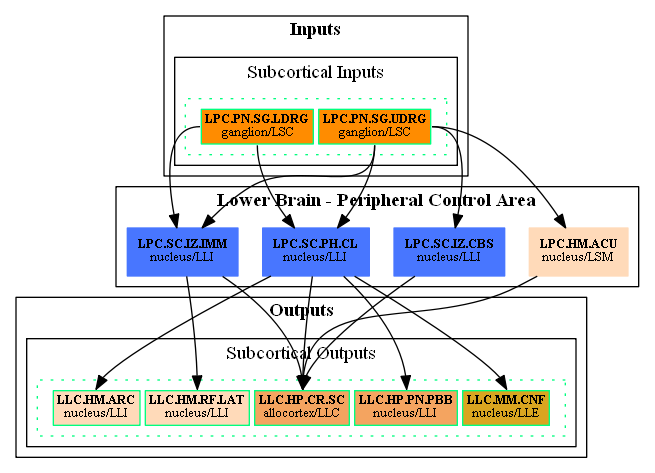 Inputs
Subcortical Inputs
LPC.PN.SG.LDRG
ganglion/LSC
LPC.PN.SG.UDRG
ganglion/LSC
Lower Brain - Peripheral Control Area
LPC.SC.IZ.IMM
nucleus/LLI
LPC.SC.PH.CL
nucleus/LLI
LPC.SC.IZ.CBS
nucleus/LLI
LPC.HM.ACU
nucleus/LSM
Outputs
Subcortical Outputs
LLC.HM.ARC
nucleus/LLI
LLC.HM.RF.LAT
nucleus/LLI
LLC.HP.CR.SC
allocortex/LLC
LLC.HP.PN.PBB
nucleus/LLI
LLC.MM.CNF
nucleus/LLE